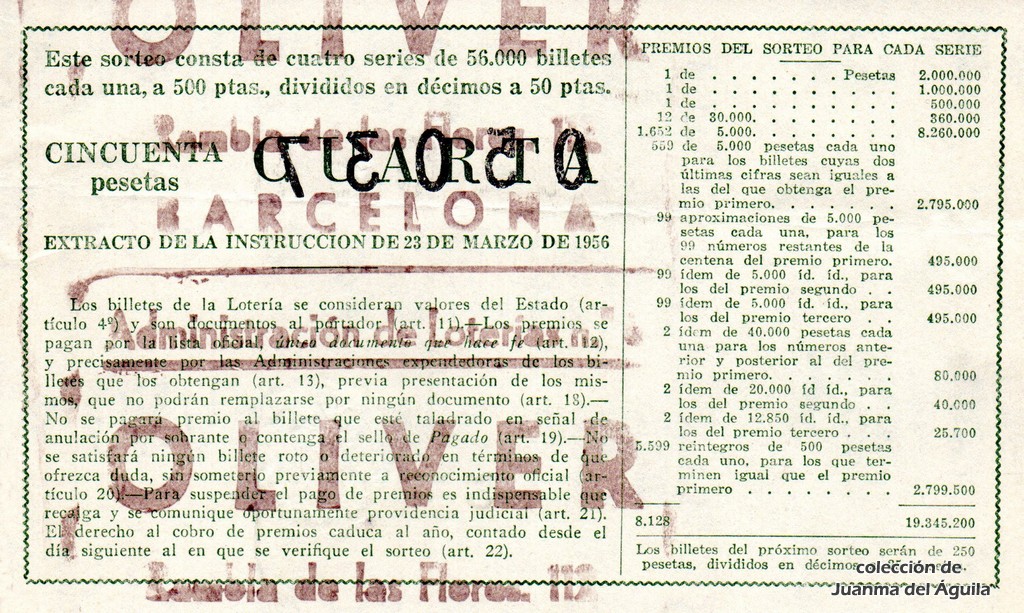 OLIVER
Este sorteo consta de cuatro series de 56.000 billetes
cada una, a 500 ptas., divididos en décimos a 50 ptas.
Rambla de las Flores,
CINCUENTA
pesetas
CUARTA
05037
BARCELONA
EXTRACTO DE LA INSTRUCCION DE 23 DE MARZO DE 1956
Los billetes de la Lotería se consideran valores del Estado (ar-
tículo 4º) y son documentos al portador (art. 11).—Los premios se
Administración de Loterías n.º
pagan por la lista oficial, único documento que hace fe (art. 12),
y precisamente por las Administraciones expendedoras de los bi-
lletes que los obtengan (art. 13), previa presentación de los mis-
mos, que no podrán remplazarse por ningún documento (art. 18).—
No se pagará premio al billete que esté taladrado en señal de
anulación por sobrante o contenga el sello de Pagado (art. 19).—No
se satisfará ningún billete roto o deteriorado en términos de que
ofrezca duda, sin someterlo previamente a reconocimiento oficial (ar-
tículo 20).—Para suspender el pago de premios es indispensable que
recaiga y se comunique oportunamente providencia judicial (art. 21).
El derecho al cobro de premios caduca al año, contado desde el
día siguiente al en que se verifique el sorteo (art. 22).
OLIVER
Rambla de las Flores,
PREMIOS DEL SORTEO PARA CADA SERIE
1 de . . . . . . . Pesetas 2.000.000
1 de . . . . . . . . . . 1.000.000
1 de . . . . . . . . . . 500.000
12 de 30.000. . . . . . . . 360.000
1.652 de 5.000. . . . . . . . 8.260.000
559 de 5.000 pesetas cada uno
para los billetes cuyas dos
últimas cifras sean iguales a
las del que obtenga el pre-
mio primero. . . . . . . 2.795.000
99 aproximaciones de 5.000 pe-
setas cada una, para los
99 números restantes de la
centena del premio primero. 495.000
99 ídem de 5.000 íd. íd., para
los del premio segundo . . 495.000
99 ídem de 5.000 íd. íd., para
los del premio tercero . . 495.000
2 ídem de 40.000 pesetas cada
una para los números ante-
rior y posterior al del pre-
mio primero. . . . . . . 80.000
2 ídem de 20.000 íd íd., para
los del premio segundo . . 40.000
2 ídem de 12.850 íd. íd., para
los del premio tercero . . . 25.700
5.599 reintegros de 500 pesetas
cada uno, para los que ter-
minen igual que el premio
primero . . . . . . . . . 2.799.500
8.128 19.345.200
Los billetes del próximo sorteo serán de 250
pesetas, divididos en décimos
colección de
Juanma del Águila